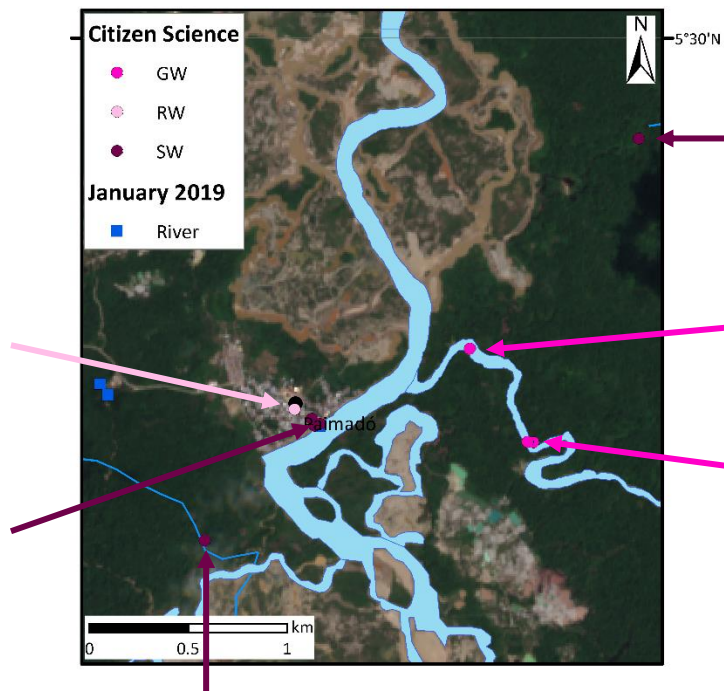 Citizen Science
GW
RW
SW
January 2019
River
N
5°30'N
Paimadó
km
0 0.5 1